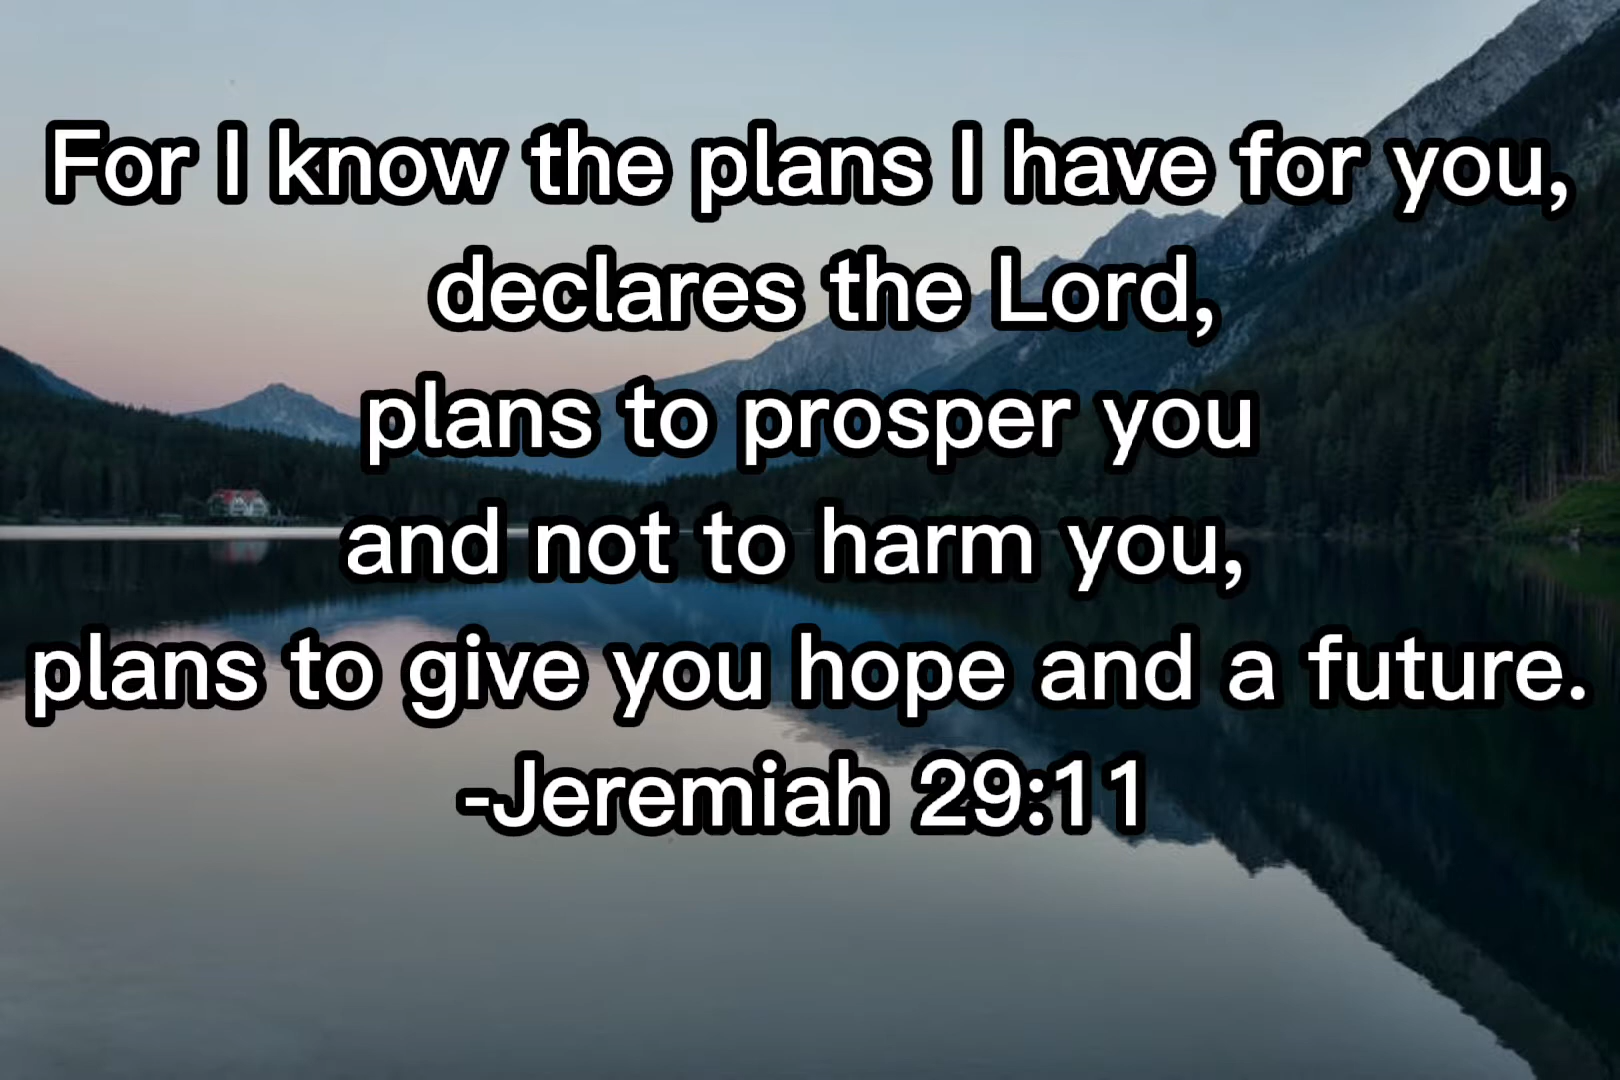 For I know the plans I have for you,
declares the Lord,
plans to prosper you
and not to harm you,
plans to give you hope and a future.
-Jeremiah 29:11